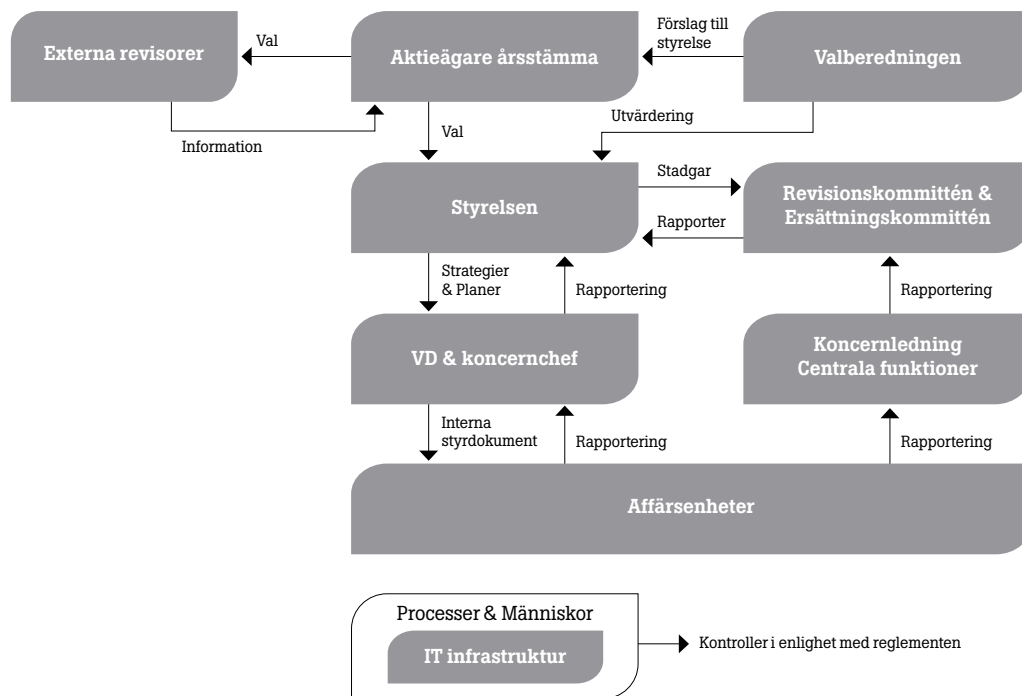 Externa revisorer
Val
Aktieägare årsstämma
Förslag till
styrelse
Valberedningen
Information
Val
Utvärdering
Styrelsen
Stadgar
Rapporter
Revisionskommittén &
Ersättningskommittén
Strategier
& Planer
Rapportering
Rapportering
VD & koncernchef
Koncernledning
Centrala funktioner
Interna
styrdokument
Rapportering
Rapportering
Affärsenheter
Processer & Människor
IT infrastruktur
Kontroller i enlighet med reglementen